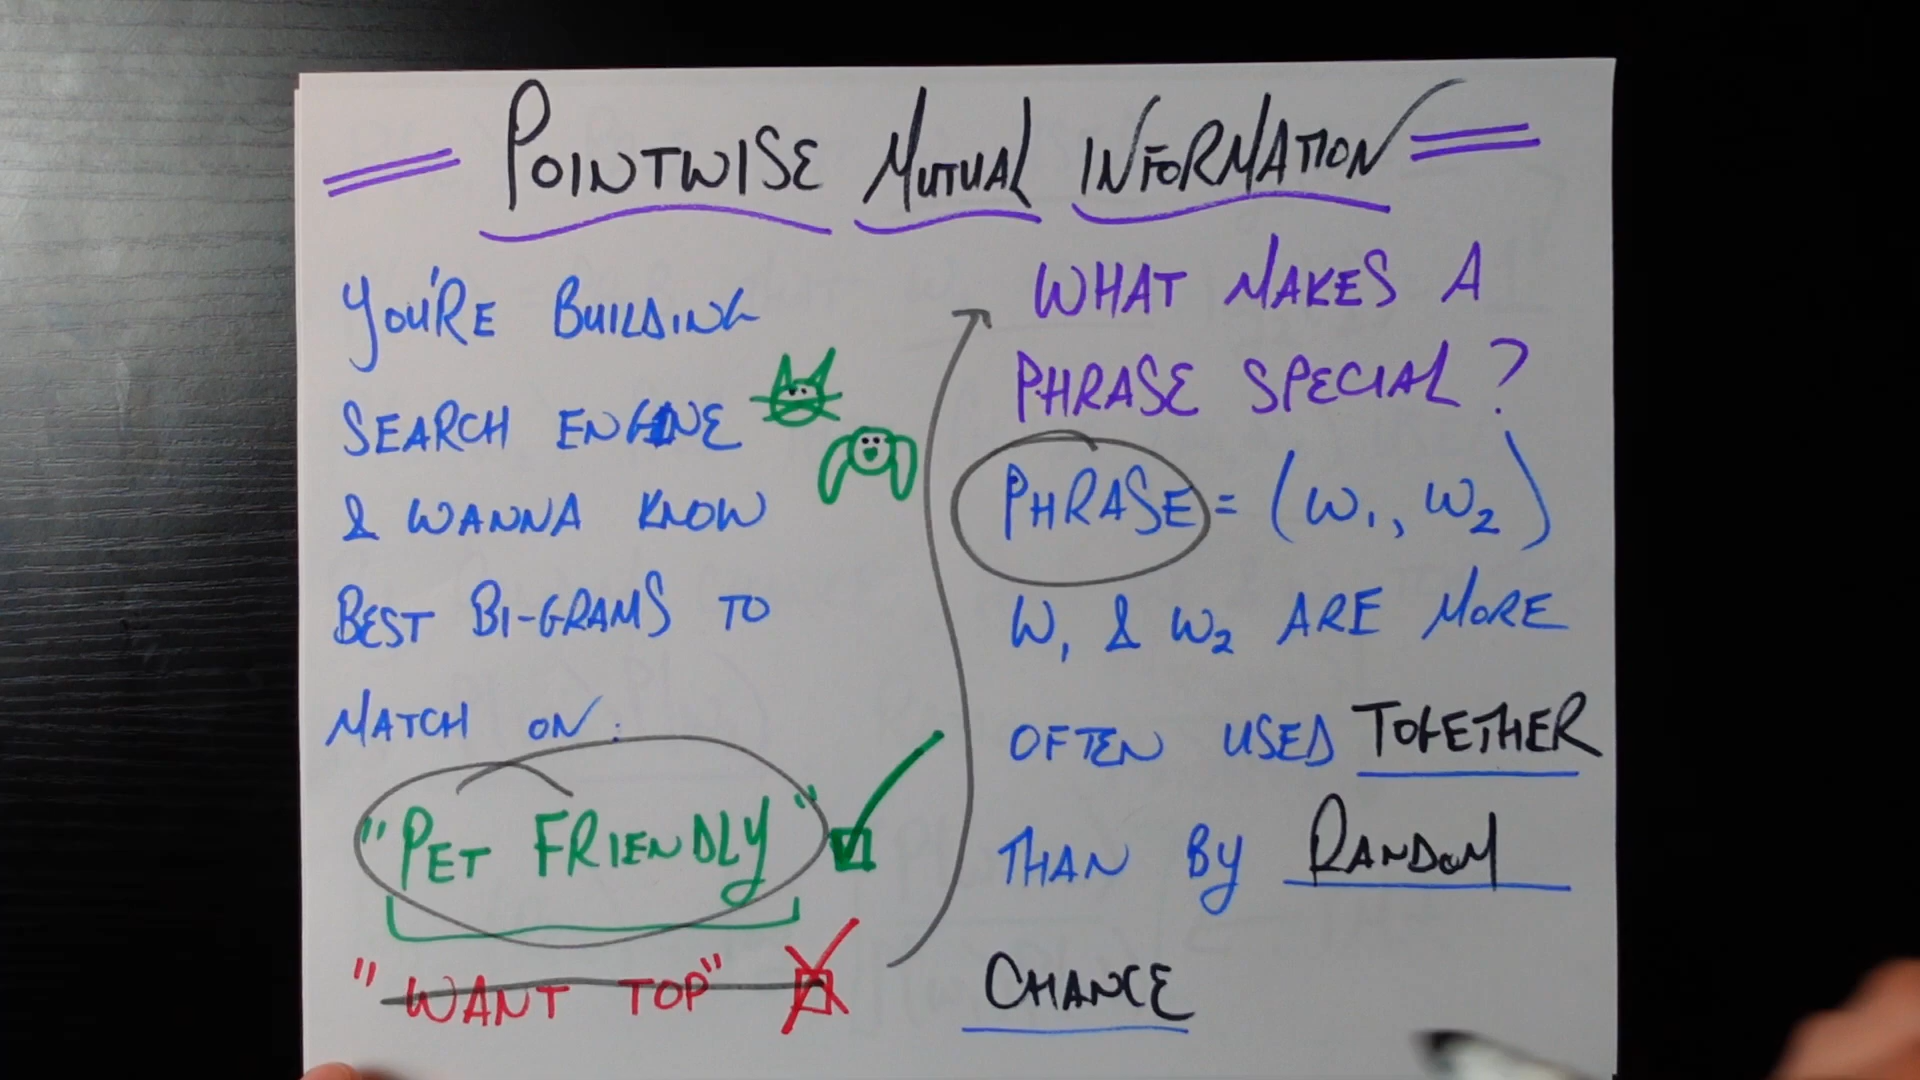 POINTWISE MUTUAL INFORMATION
YOU'RE BUILDING
SEARCH ENGINE
& WANNA KNOW
BEST BI-GRAMS TO
MATCH ON:
"PET FRIENDLY"
"WANT TOP"
WHAT MAKES A
PHRASE SPECIAL?
PHRASE = (W1, W2)
W1 & W2 ARE MORE
OFTEN USED TOGETHER
THAN BY RANDOM
CHANCE